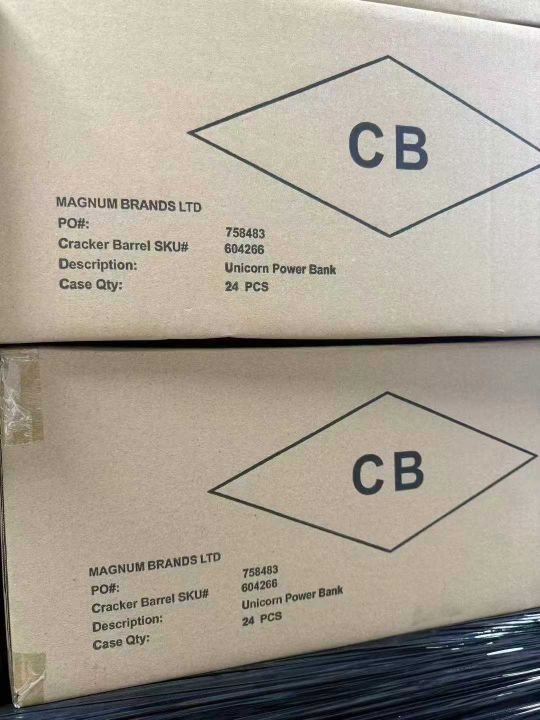 CB
MAGNUM BRANDS LTD
PO#: 758483
Cracker Barrel SKU# 604266
Description: Unicorn Power Bank
Case Qty: 24 PCS
CB
MAGNUM BRANDS LTD
PO#: 758483
Cracker Barrel SKU# 604266
Description: Unicorn Power Bank
Case Qty: 24 PCS